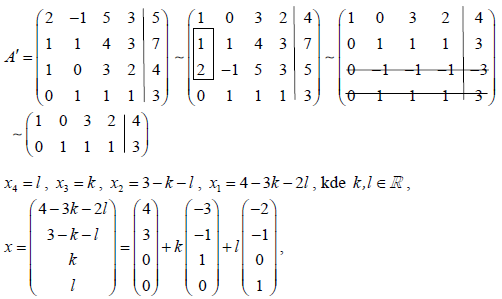 A' = ( 2 −1 5 3 | 5 ) ~ ( 1 0 3 2 | 4 ) ~ ( 1 0 3 2 | 4 )
( 1 1 4 3 | 7 ) ( 1 1 4 3 | 7 ) ( 0 1 1 1 | 3 )
( 1 0 3 2 | 4 ) ( 2 −1 5 3 | 5 ) ( 0 −1 −1 −1 | −3 )
( 0 1 1 1 | 3 ) ( 0 1 1 1 | 3 ) ( 0 1 1 1 | 3 )
~ ( 1 0 3 2 | 4 )
( 0 1 1 1 | 3 )
x₄ = l , x₃ = k , x₂ = 3 − k − l , x₁ = 4 − 3k − 2l , kde k,l ∈ ℝ ,
x = ( 4 − 3k − 2l ) = ( 4 ) + k ( −3 ) + l ( −2 ) ,
( 3 − k − l ) ( 3 ) ( −1 ) ( −1 )
( k ) ( 0 ) ( 1 ) ( 0 )
( l ) ( 0 ) ( 0 ) ( 1 )